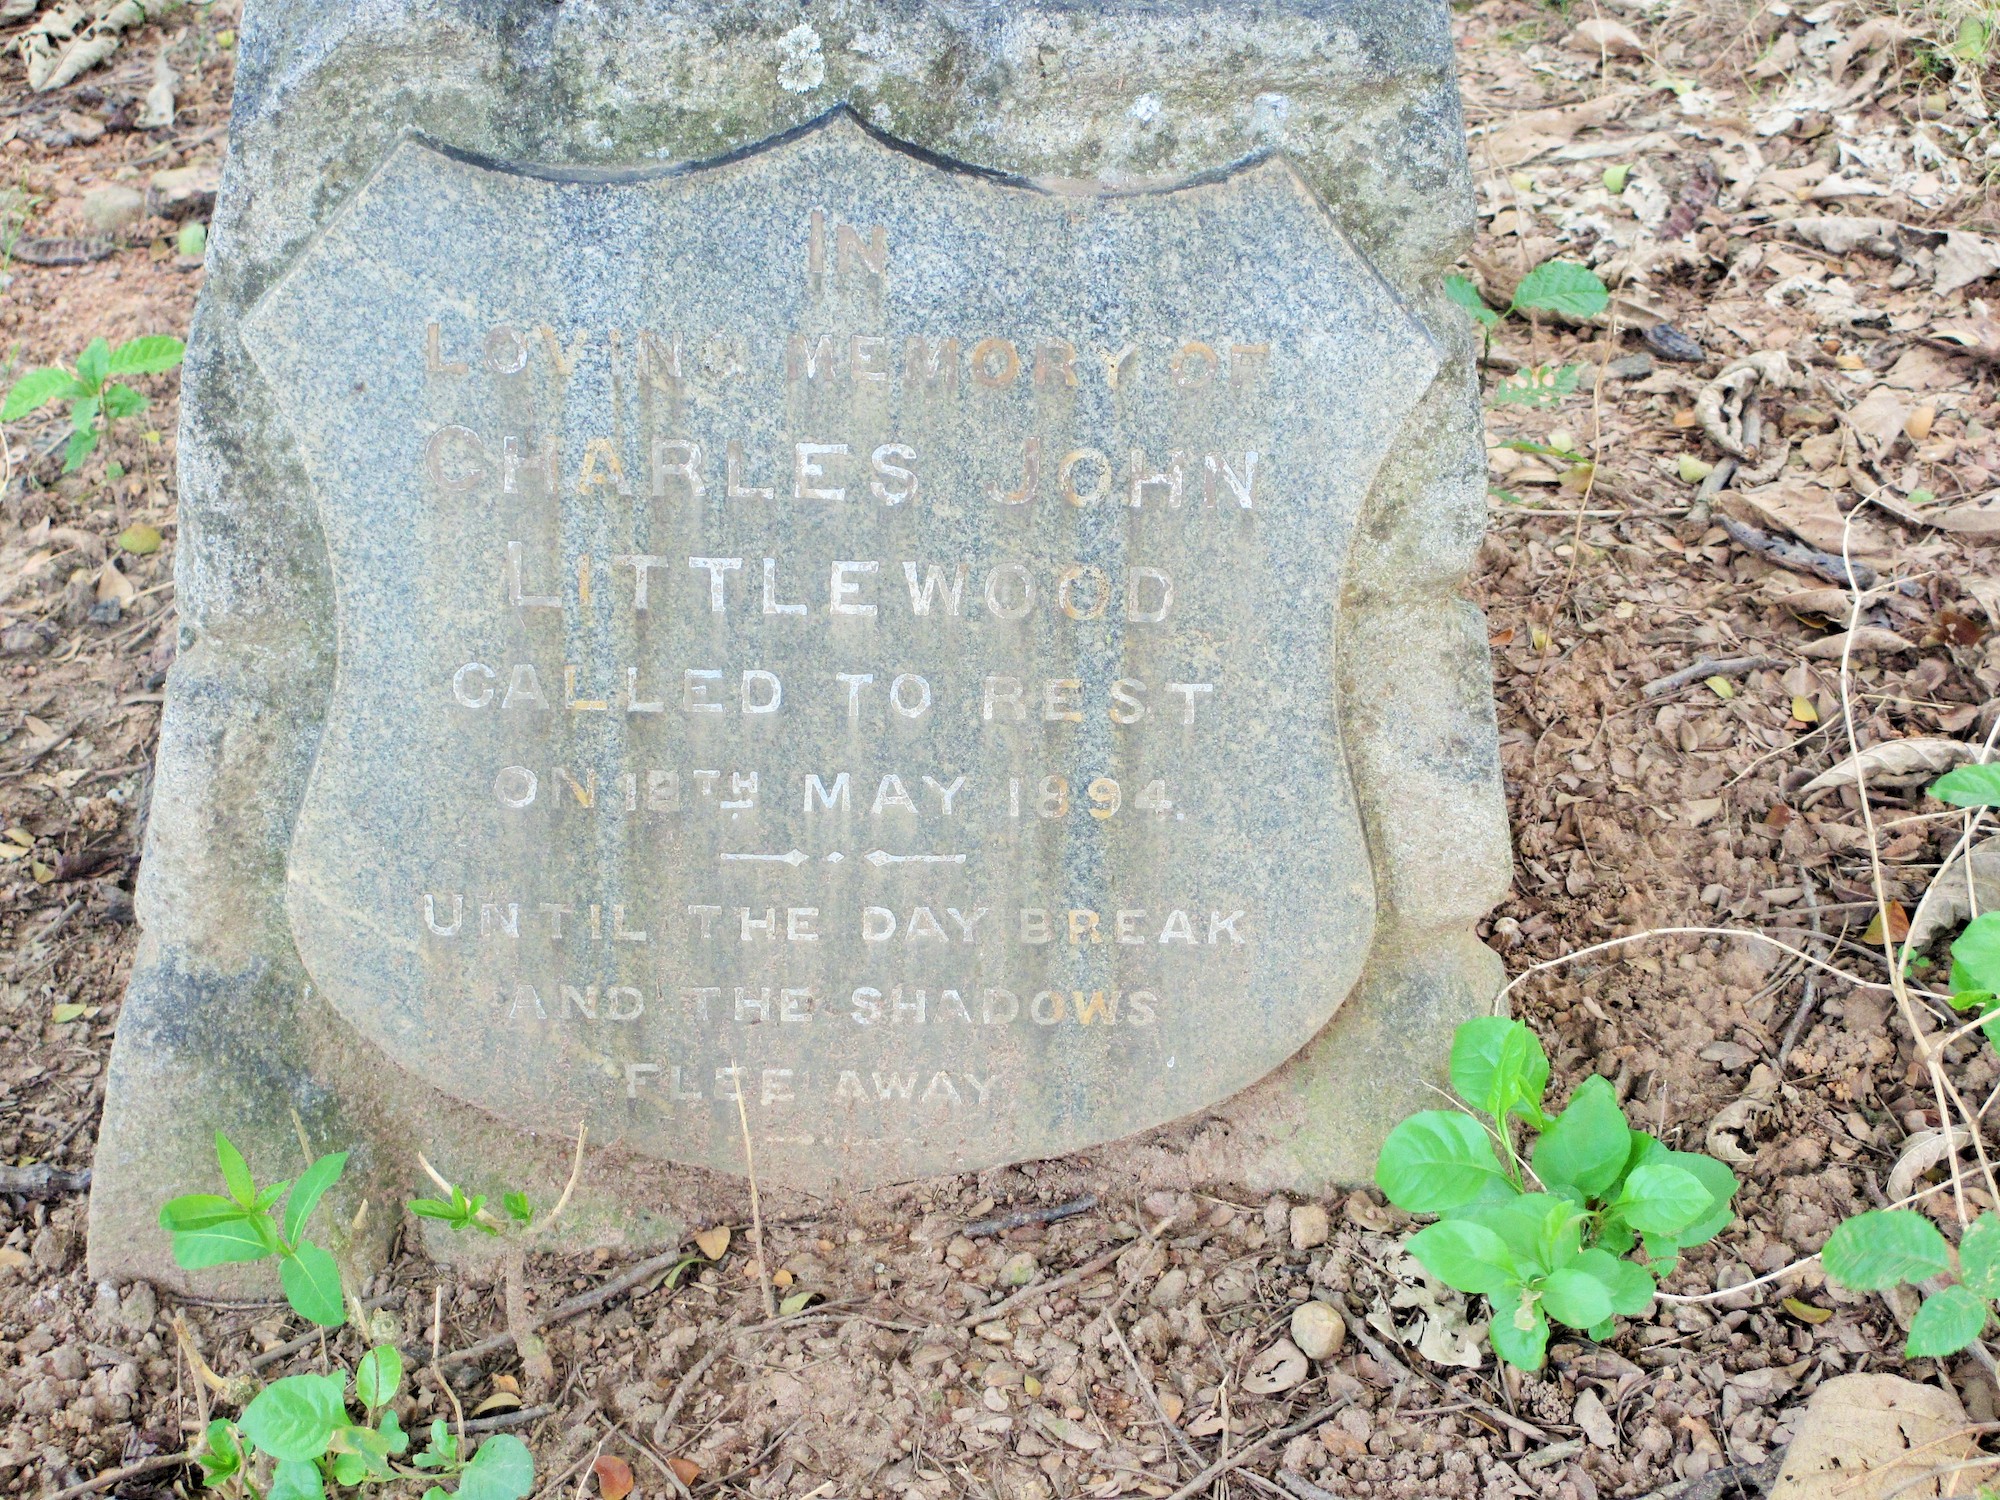 IN
LOVING MEMORY OF
CHARLES JOHN
LITTLEWOOD
CALLED TO REST
ON 18TH MAY 1894.
UNTIL THE DAY BREAK
AND THE SHADOWS
FLEE AWAY